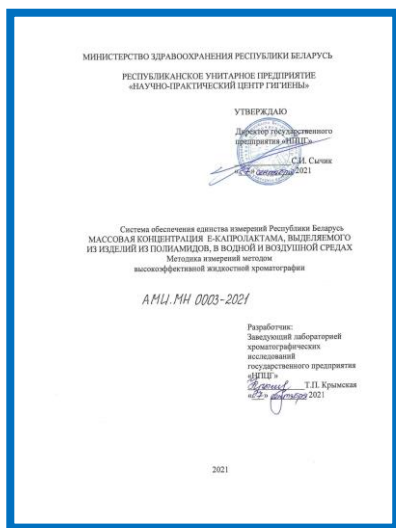 МИНИСТЕРСТВО ЗДРАВООХРАНЕНИЯ РЕСПУБЛИКИ БЕЛАРУСЬ
РЕСПУБЛИКАНСКОЕ УНИТАРНОЕ ПРЕДПРИЯТИЕ
«НАУЧНО-ПРАКТИЧЕСКИЙ ЦЕНТР ГИГИЕНЫ»
УТВЕРЖДАЮ
Директор государственного
предприятия «НПЦГ»
С.И. Сычик
2021
Система обеспечения единства измерений Республики Беларусь
МАССОВАЯ КОНЦЕНТРАЦИЯ Е-КАПРОЛАКТАМА, ВЫДЕЛЯЕМОГО
ИЗ ИЗДЕЛИЙ ИЗ ПОЛИАМИДОВ, В ВОДНОЙ И ВОЗДУШНОЙ СРЕДАХ
Методика измерений методом
высокоэффективной жидкостной хроматографии
АМИ.МН 0003-2021
Разработчик:
Заведующий лабораторией
хроматографических
исследований
государственного предприятия
«НПЦГ»
Т.П. Крымская
2021
2021